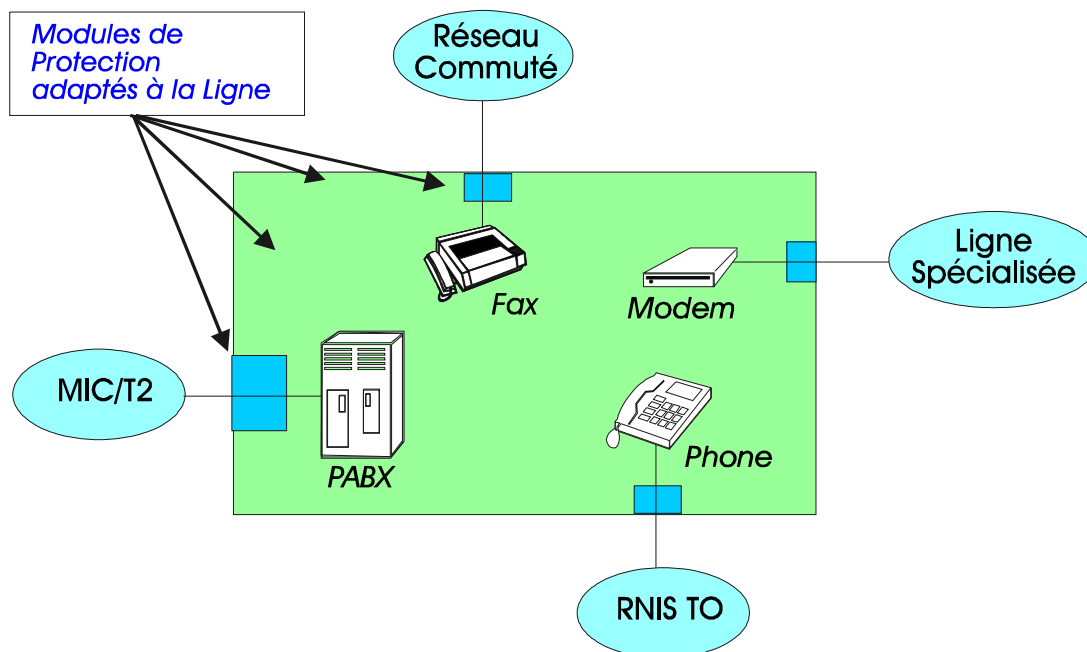 Modules de
Protection
adaptés à la Ligne
Réseau
Commuté
Ligne
Spécialisée
Fax
Modem
MIC/T2
PABX
Phone
RNIS TO